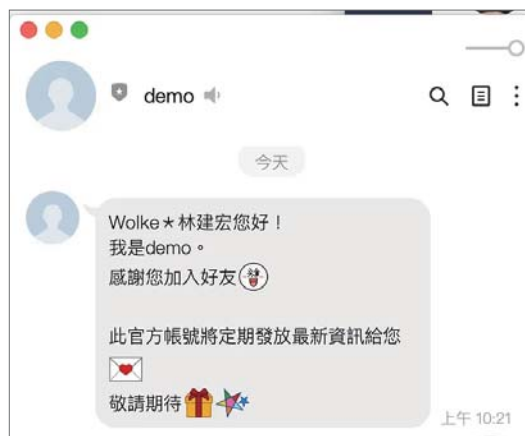 demo
今天
Wolke★林建宏您好！
我是demo。
感謝您加入好友
此官方帳號將定期發放最新資訊給您
敬請期待
上午 10:21